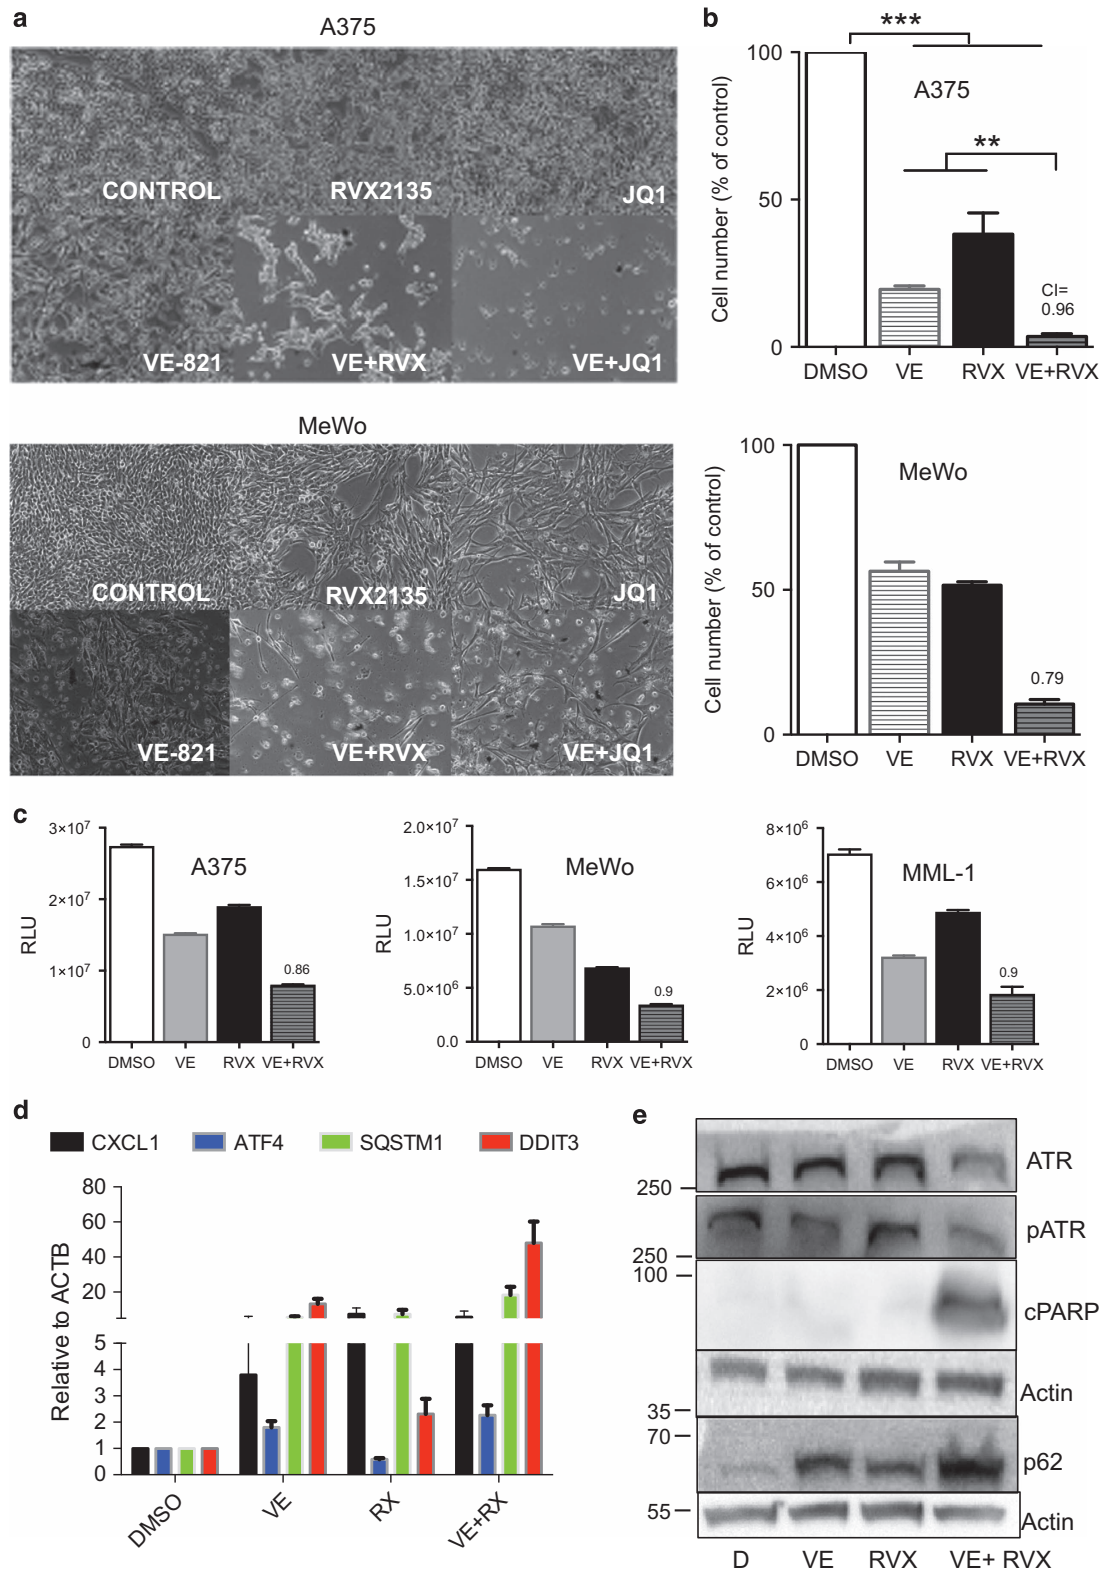 a
A375
CONTROL
RVX2135
JQ1
VE-821
VE+RVX
VE+JQ1
MeWo
CONTROL
RVX2135
JQ1
VE-821
VE+RVX
VE+JQ1
b
***
A375
**
CI=
0.96
Cell number (% of control)
100
50
0
DMSO VE RVX VE+RVX
MeWo
0.79
Cell number (% of control)
100
50
0
DMSO VE RVX VE+RVX
c
A375
RLU
3×10⁷
2×10⁷
1×10⁷
0
0.86
DMSO VE RVX VE+RVX
MeWo
RLU
2.0×10⁷
1.5×10⁷
1.0×10⁷
5.0×10⁶
0.0
0.9
DMSO VE RVX VE+RVX
MML-1
RLU
8×10⁶
6×10⁶
4×10⁶
2×10⁶
0
0.9
DMSO VE RVX VE+RVX
d
CXCL1 ATF4 SQSTM1 DDIT3
Relative to ACTB
80
60
40
20
5
4
3
2
1
0
DMSO VE RX VE+RX
e
ATR
250
pATR
250
100
cPARP
Actin
35
70
p62
55
Actin
D VE RVX VE+ RVX